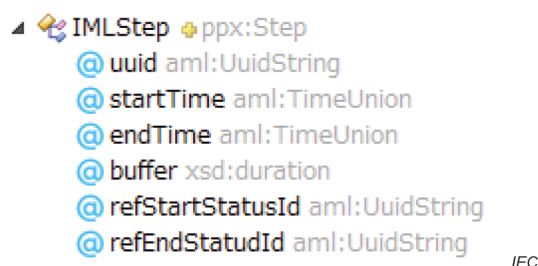 IMLStep ppx:Step
@ uuid aml:UuidString
@ startTime aml:TimeUnion
@ endTime aml:TimeUnion
@ buffer xsd:duration
@ refStartStatusId aml:UuidString
@ refEndStatudId aml:UuidString
IEC